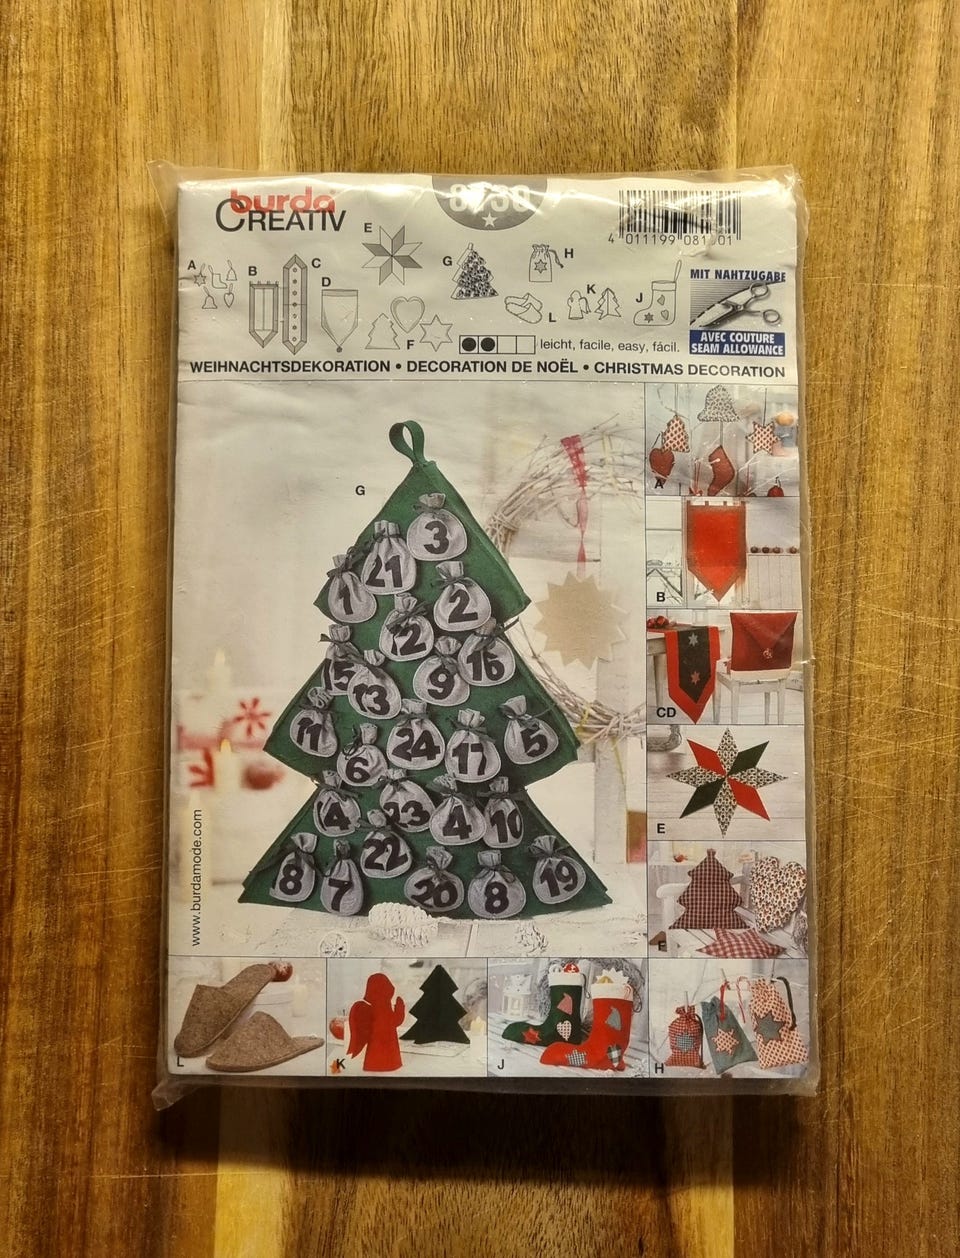 burda
CREATIV
4 011199 081
A
B
C
D
E
F
G
H
K
L
J
MIT NAHTZUGABE
AVEC COUTURE
SEAM ALLOWANCE
leicht, facile, easy, fácil.
WEIHNACHTSDEKORATION • DECORATION DE NOËL • CHRISTMAS DECORATION
G
3
21
1
2
12
15
13
9
16
11
24
17
5
6
14
23
4
10
22
8
7
20
8
19
www.burdamode.com
A
B
CD
E
F
L
K
J
H